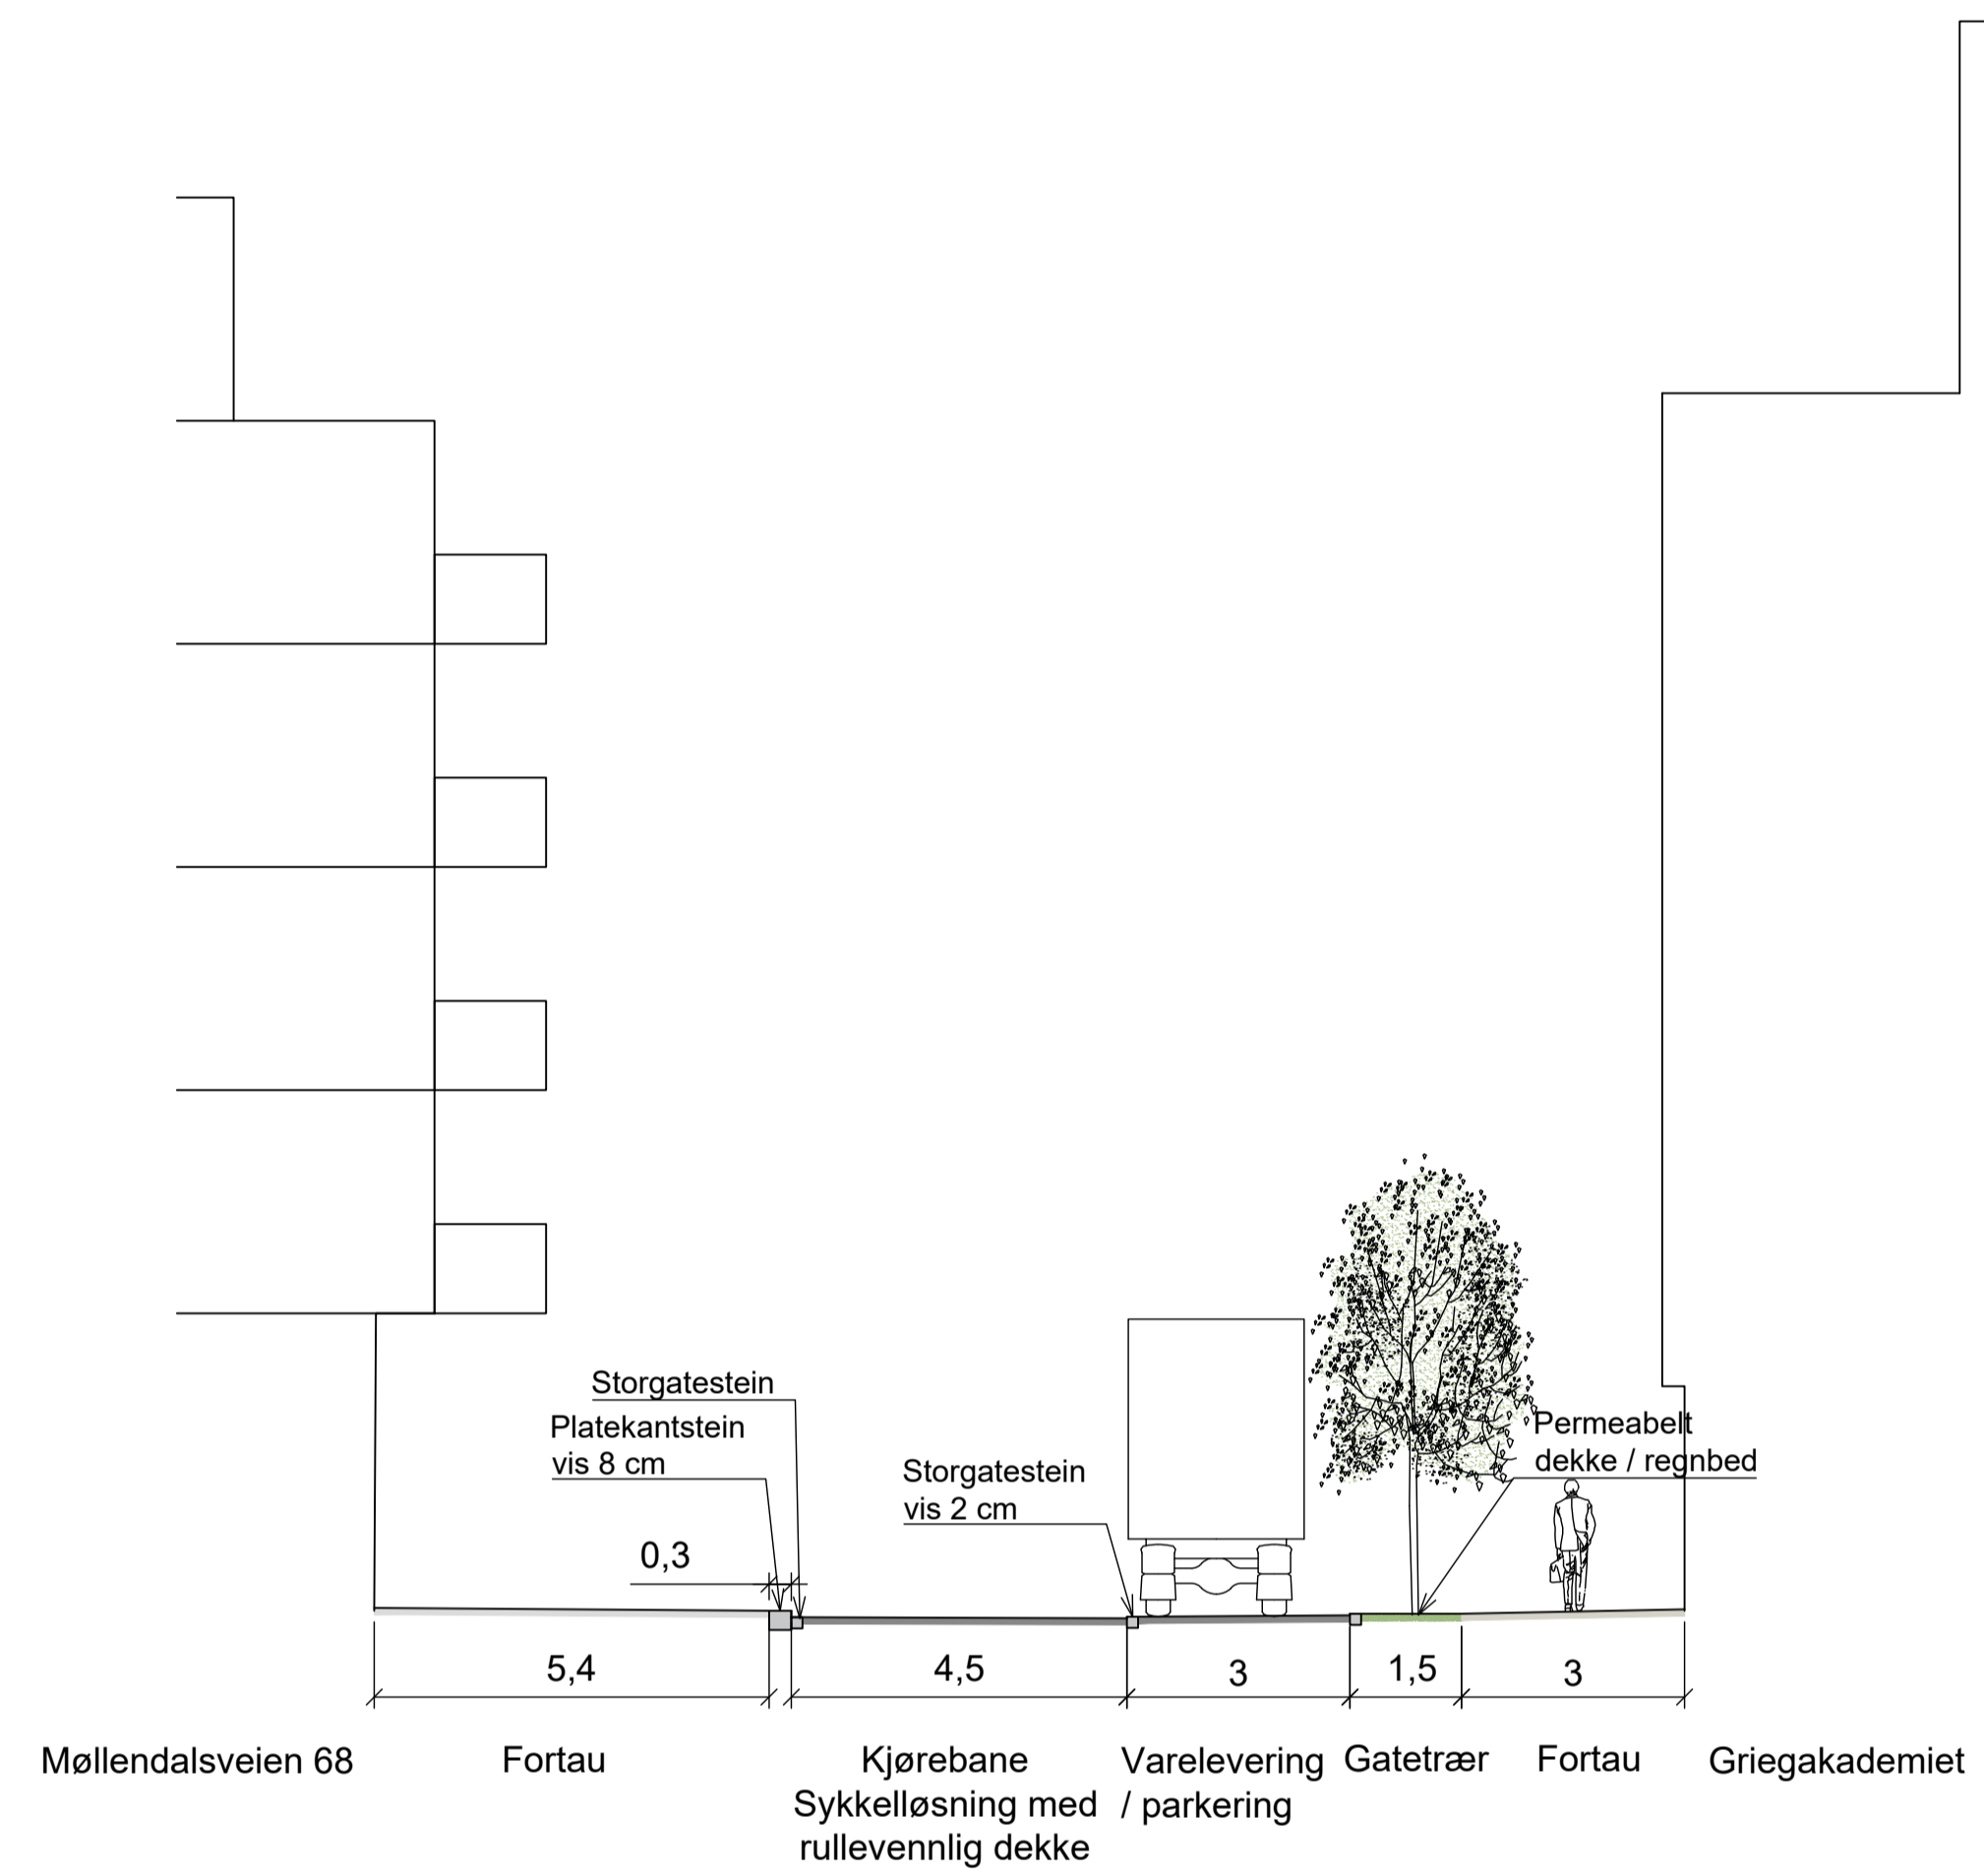 Storgatestein
Platekantstein
vis 8 cm
Storgatestein
vis 2 cm
Permeabelt
dekke / regnbed
0,3
5,4
4,5
3
1,5
3
Møllendalsveien 68
Fortau
Kjørebane
Sykkelløsning med
rullevennlig dekke
Varelevering
/ parkering
Gatetrær
Fortau
Griegakademiet